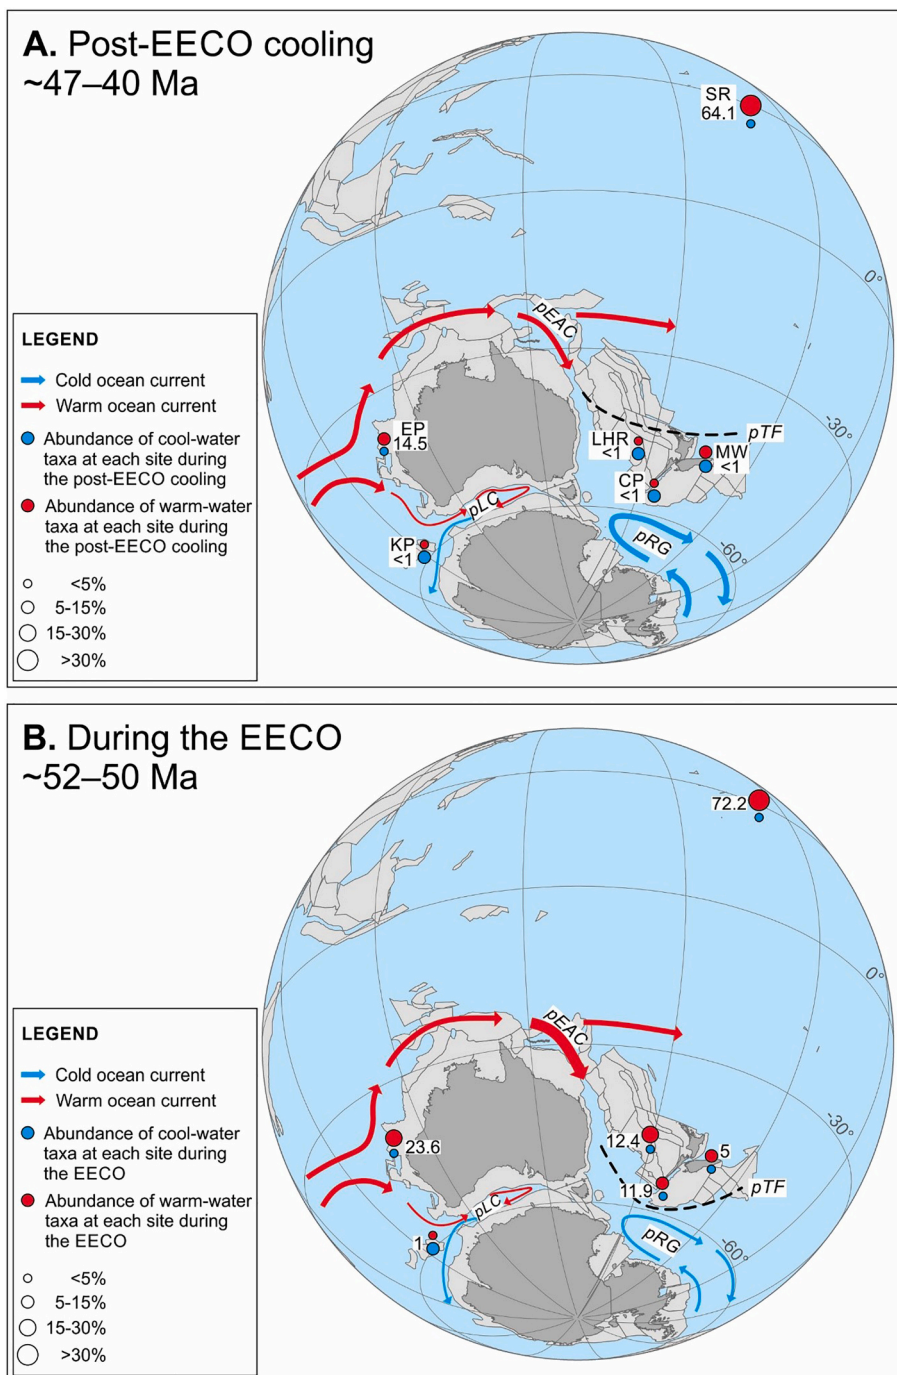 A. Post-EECO cooling
~47–40 Ma
SR
64.1
0°
pEAC
-30°
pTF
LHR
<1
MW
<1
EP
14.5
CP
<1
pLC
pRG
-60°
KP
<1
LEGEND
Cold ocean current
Warm ocean current
Abundance of cool-water
taxa at each site during
the post-EECO cooling
Abundance of warm-water
taxa at each site during
the post-EECO cooling
<5%
5-15%
15-30%
>30%
B. During the EECO
~52–50 Ma
72.2
0°
pEAC
-30°
12.4
5
23.6
11.9
pTF
pLC
pRG
-60°
1
LEGEND
Cold ocean current
Warm ocean current
Abundance of cool-water
taxa at each site during
the EECO
Abundance of warm-water
taxa at each site during
the EECO
<5%
5-15%
15-30%
>30%